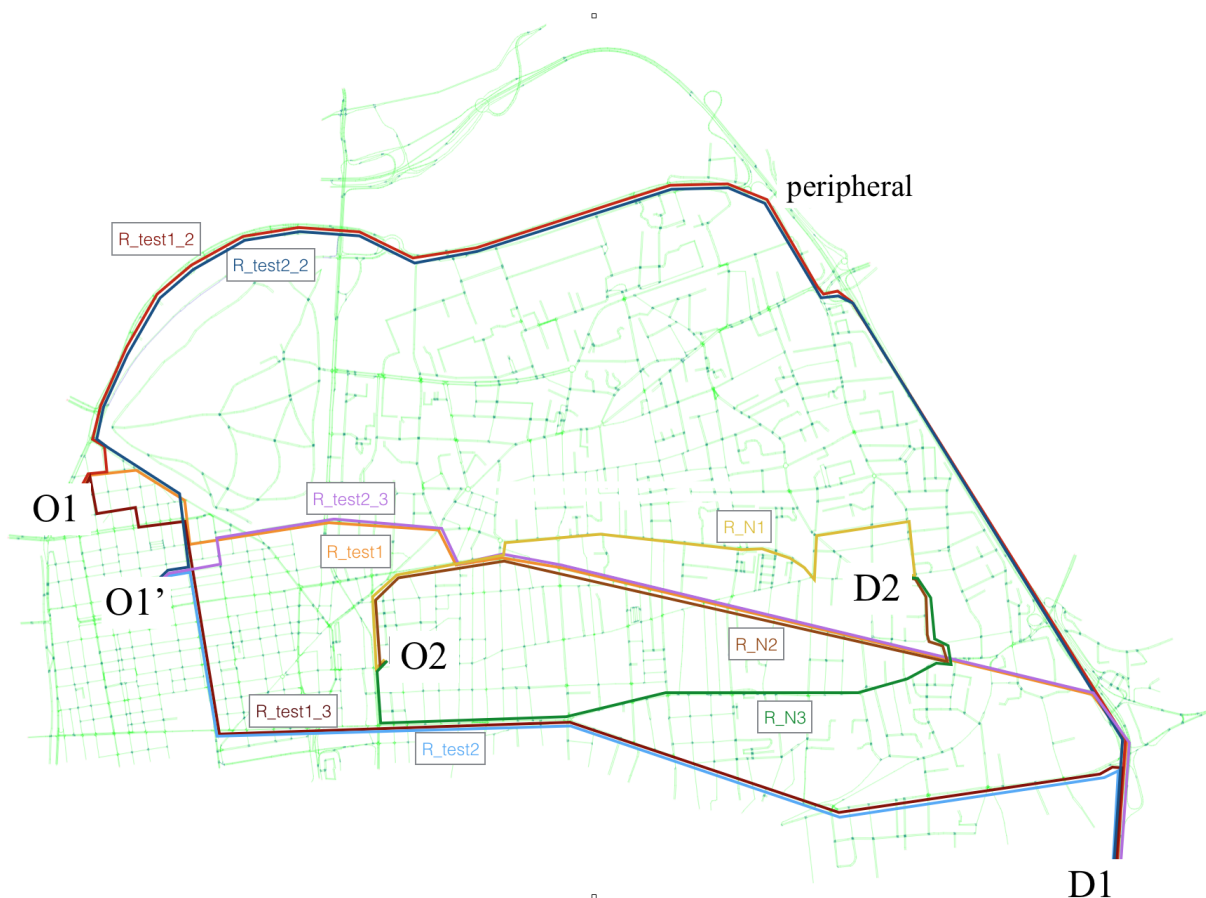 peripheral
R_test1_2
R_test2_2
O1
R_test2_3
R_N1
R_test1
O1’
D2
O2
R_N2
R_test1_3
R_N3
R_test2
D1